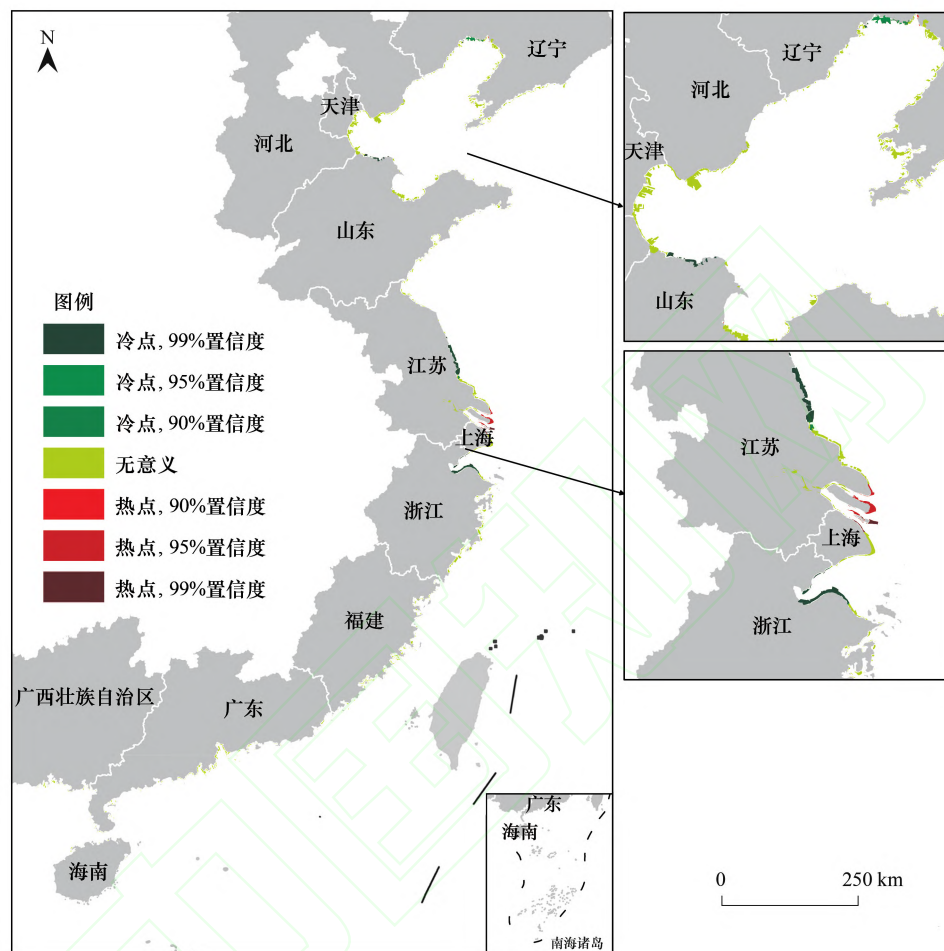 N
辽宁
天津
河北
山东
图例
冷点，99%置信度
冷点，95%置信度
冷点，90%置信度
无意义
热点，90%置信度
热点，95%置信度
热点，99%置信度
江苏
上海
浙江
福建
广西壮族自治区
广东
海南
广东
海南
南海诸岛
辽宁
河北
天津
山东
江苏
上海
浙江
0 250 km